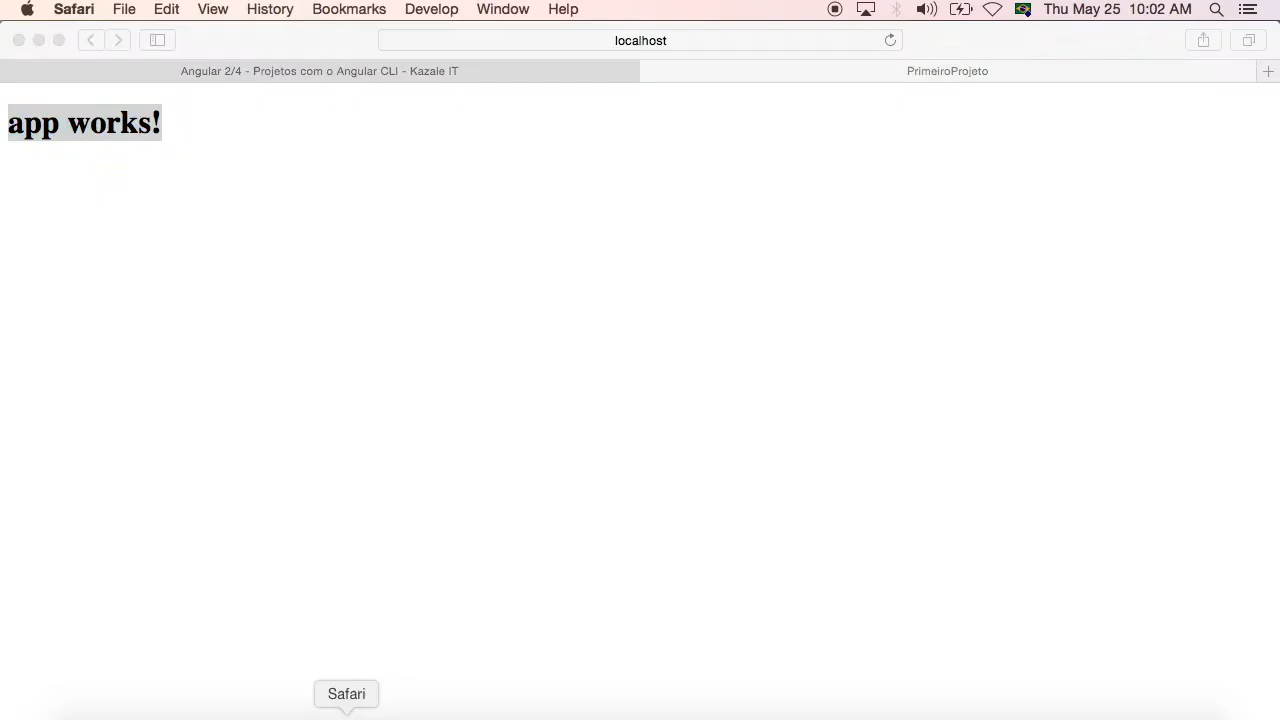 Safari File Edit View History Bookmarks Develop Window Help Thu May 25 10:02 AM
localhost
Angular 2/4 - Projetos com o Angular CLI - Kazale IT PrimeiroProjeto
app works!
Safari